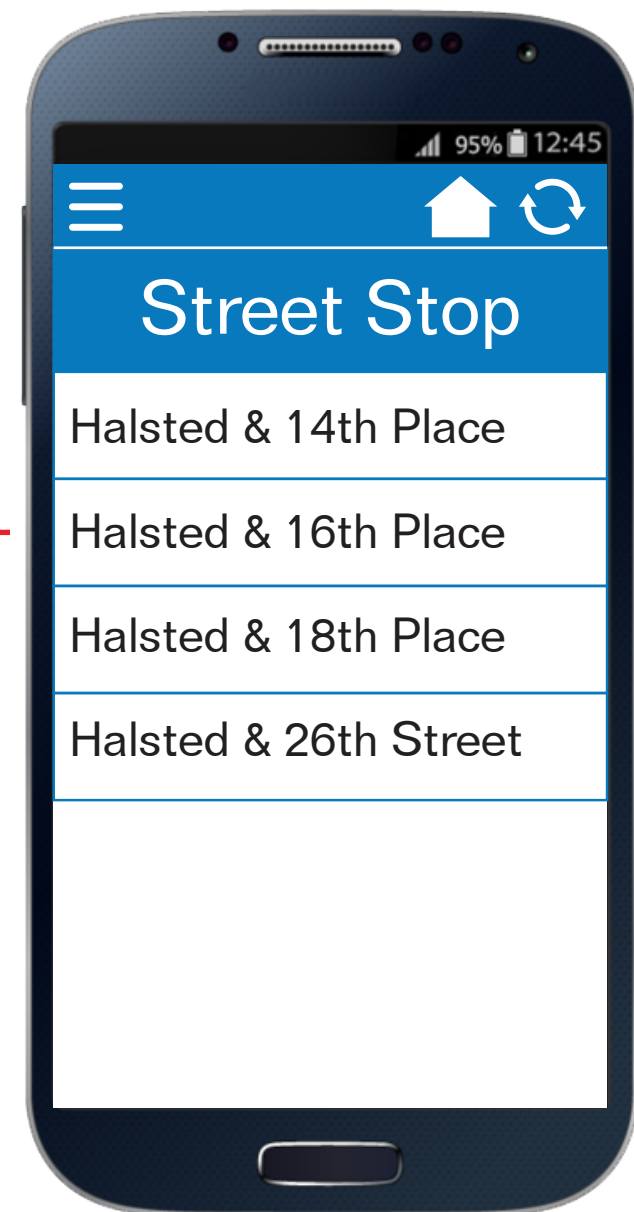 95% 12:45
Street Stop
Halsted & 14th Place
Halsted & 16th Place
Halsted & 18th Place
Halsted & 26th Street